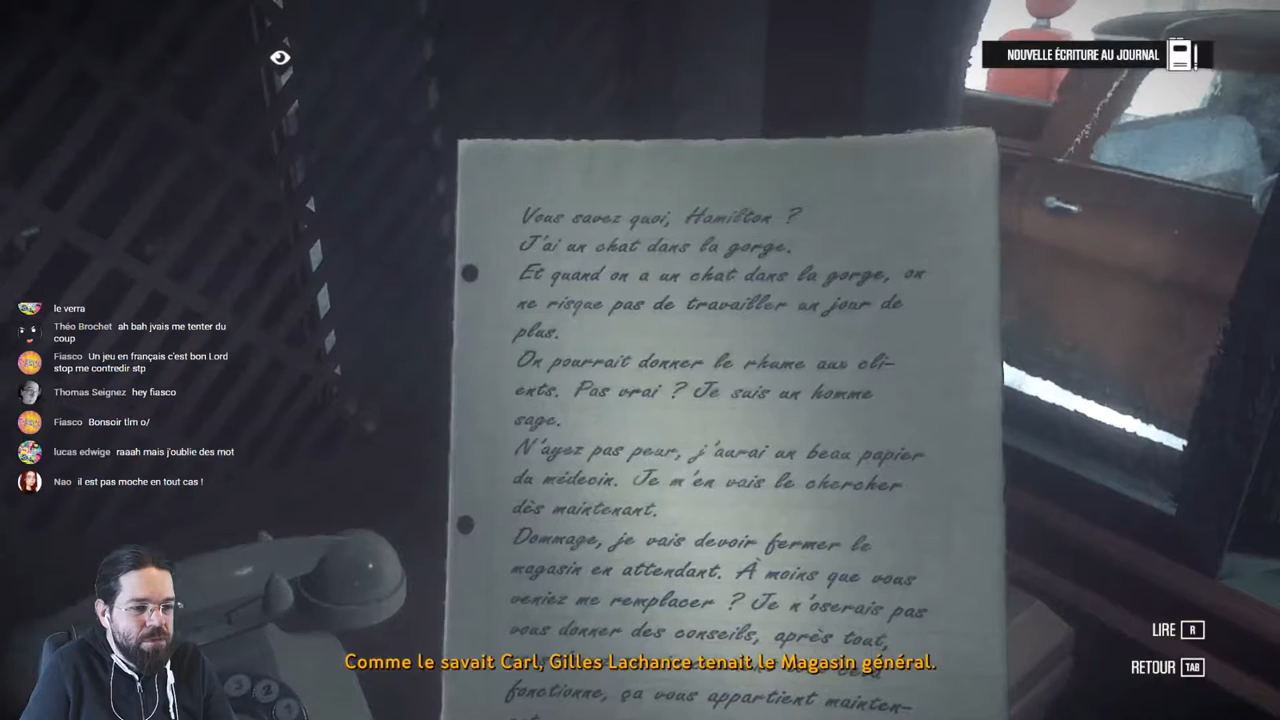 NOUVELLE ÉCRITURE AU JOURNAL
Vous savez quoi, Hamilton ?
J'ai un chat dans la gorge.
Et quand on a un chat dans la gorge, on
ne risque pas de travailler un jour de
plus.
On pourrait donner le rhume aux cli-
ents. Pas vrai ? Je suis un homme
sage.
N'ayez pas peur, j'aurai un beau papier
du médecin. Je m'en vais le chercher
dès maintenant.
Dommage, je vais devoir fermer le
magasin en attendant. À moins que vous
veniez me remplacer ? Je n'oserais pas
vous donner des conseils, après tout,
fonctionne, ça vous appartient mainten-
le verra
Théo Brochet ah bah jvais me tenter du
coup
Fiasco Un jeu en français c'est bon Lord
stop me contredir stp
Thomas Seignez hey fiasco
Fiasco Bonsoir tlm o/
lucas edwige raaah mais j'oublie des mot
Nao il est pas moche en tout cas !
LIRE R
RETOUR TAB
Comme le savait Carl, Gilles Lachance tenait le Magasin général.